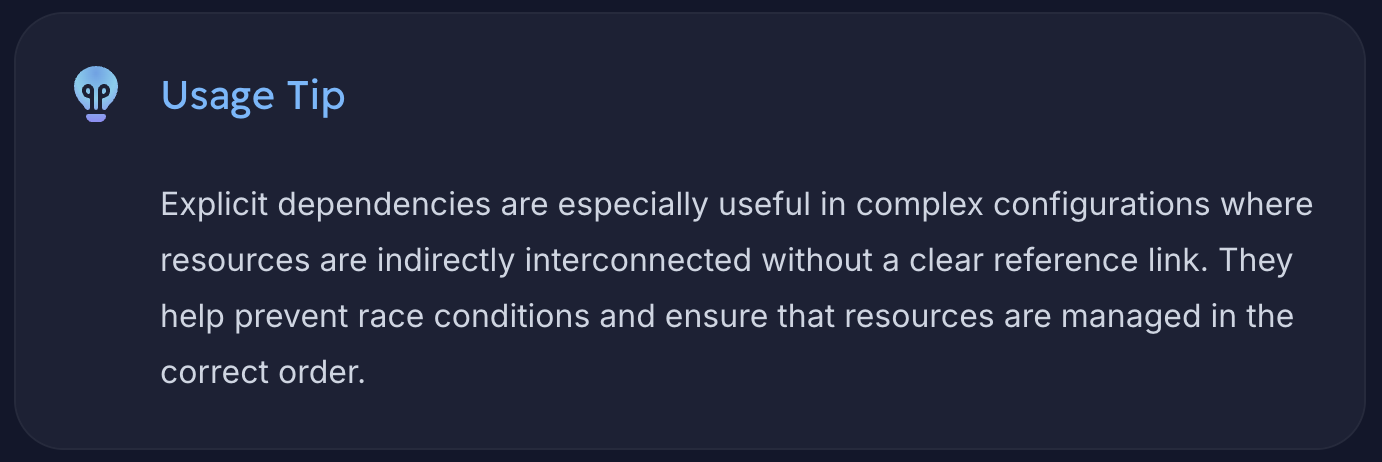 Usage Tip
Explicit dependencies are especially useful in complex configurations where
resources are indirectly interconnected without a clear reference link. They
help prevent race conditions and ensure that resources are managed in the
correct order.